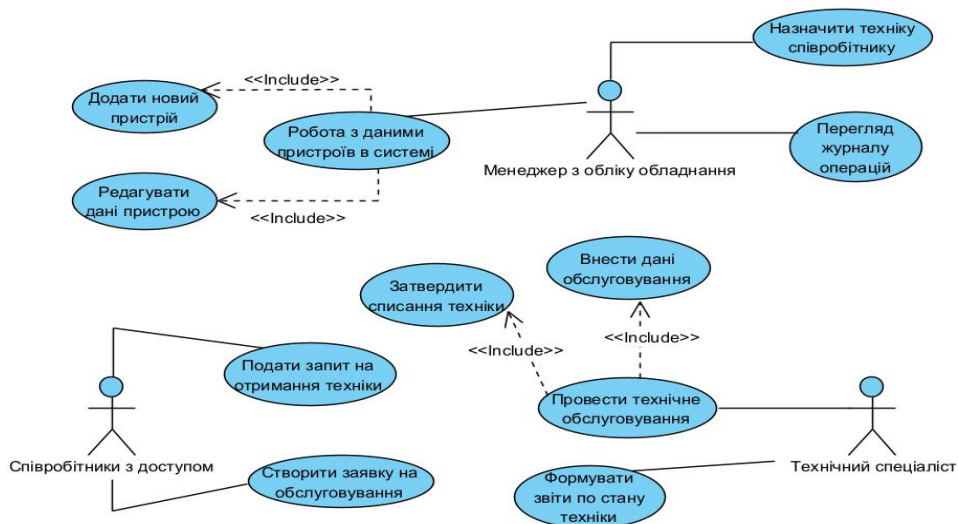 Назначити техніку
співробітнику
<<Include>>
Додати новий
пристрій
Робота з даними
пристроїв в системі
Перегляд
журналу
операцій
Менеджер з обліку обладнання
Редагувати
дані пристрою
<<Include>>
Внести дані
обслуговування
Затвердити
списання техніки
<<Include>>
<<Include>>
Подати запит на
отримання техніки
Провести технічне
обслуговування
Співробітники з доступом
Створити заявку на
обслуговування
Формувати
звіти по стану
техніки
Технічний спеціаліст